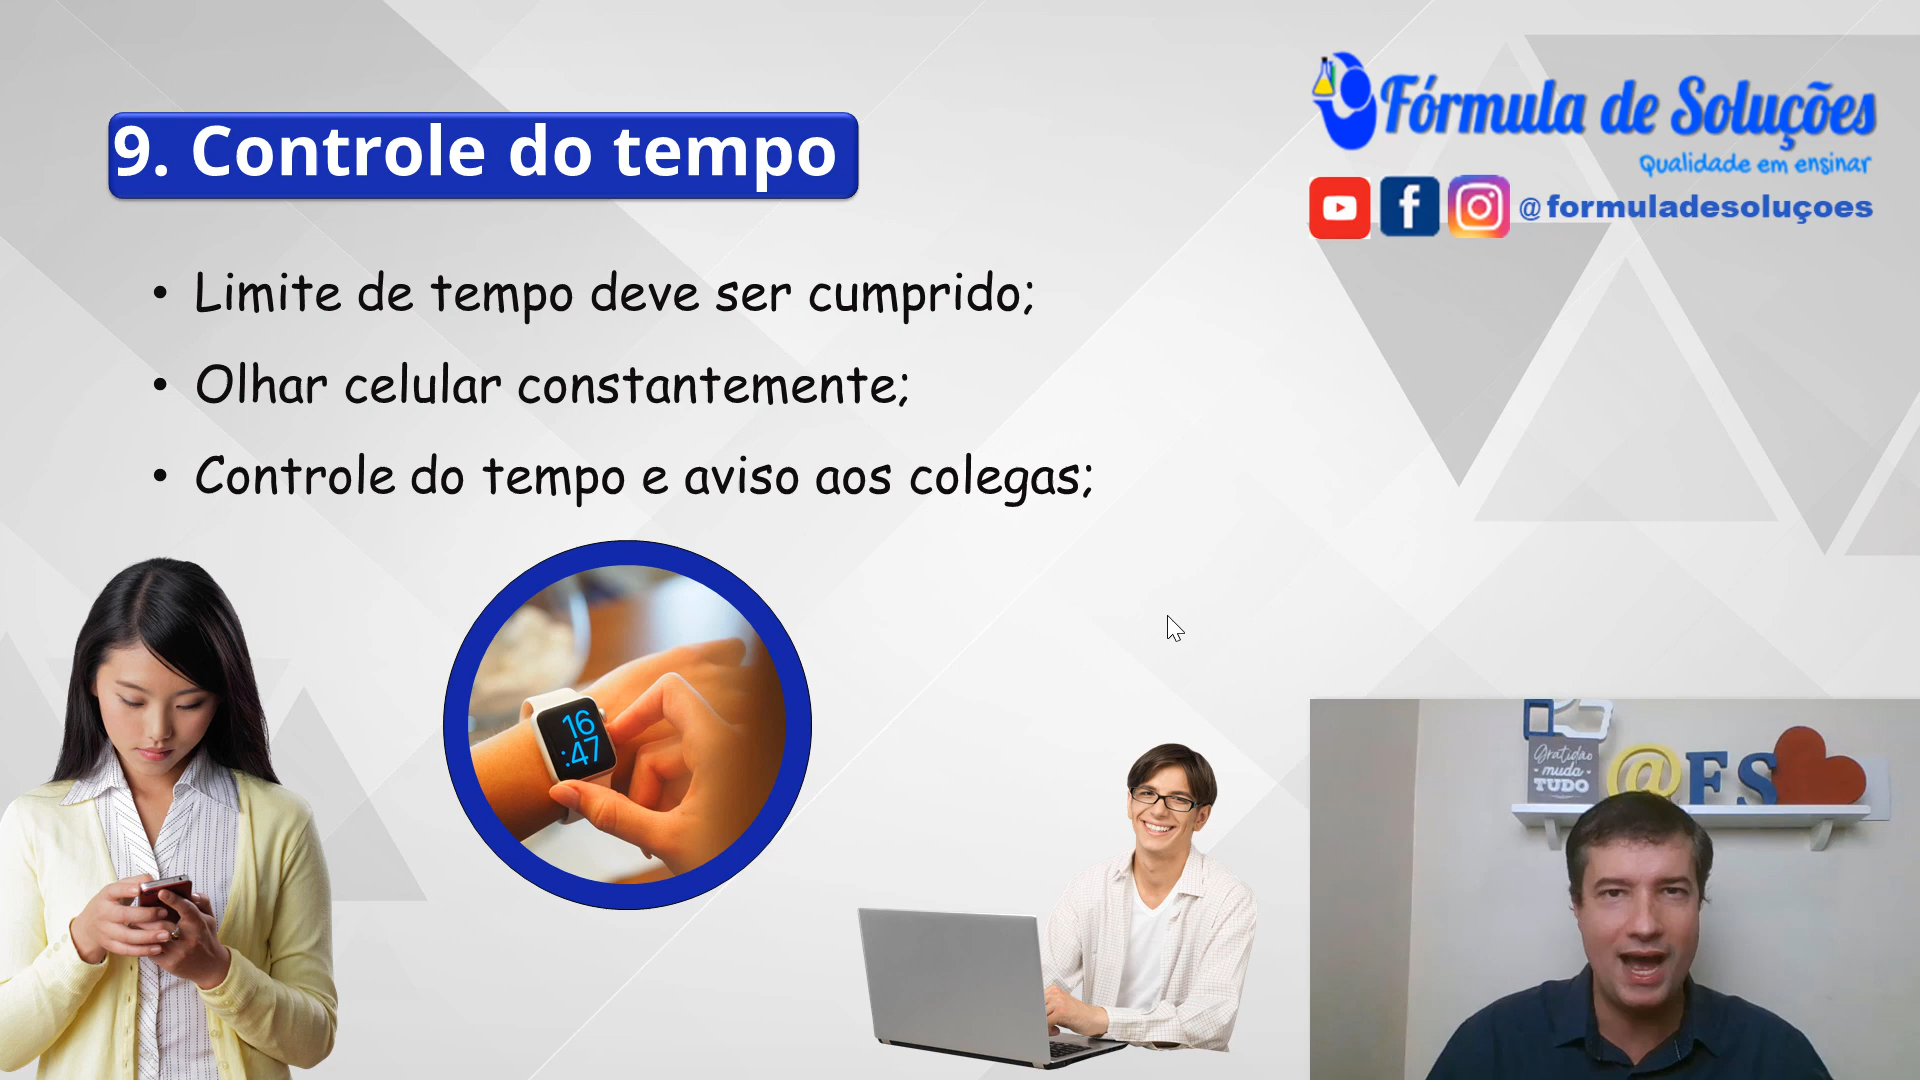 9. Controle do tempo
Fórmula de Soluções
Qualidade em ensinar
@formuladesoluçoes
• Limite de tempo deve ser cumprido;
• Olhar celular constantemente;
• Controle do tempo e aviso aos colegas;
16
:47
Gratidão
- muda -
TUDO
@FS